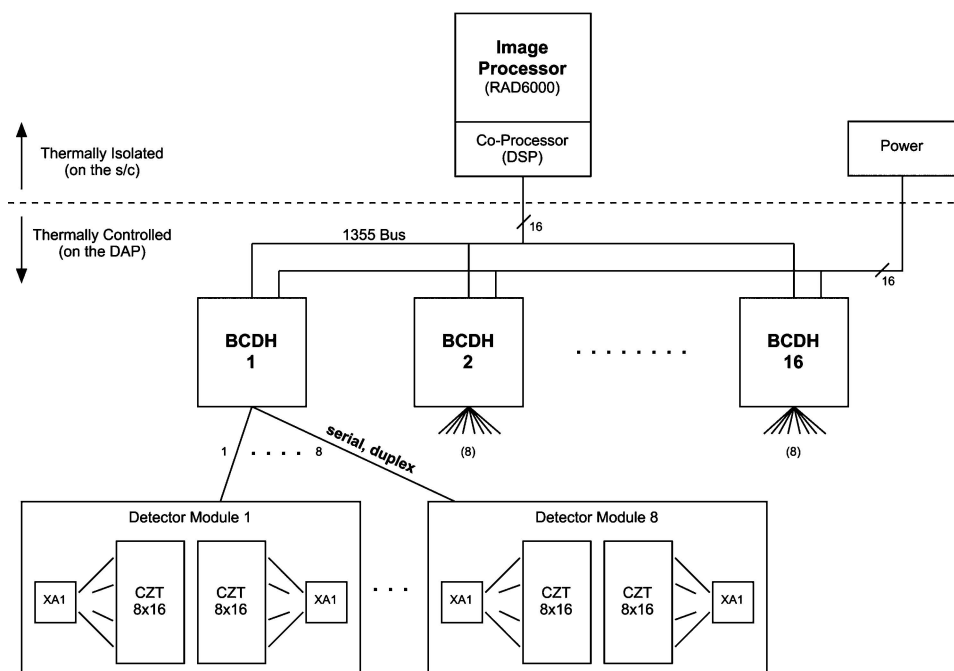 Image
Processor
(RAD6000)
Co-Processor
(DSP)
Power
Thermally Isolated
(on the s/c)
16
Thermally Controlled
(on the DAP)
1355 Bus
16
BCDH
1
BCDH
2
. . . . . . . .
BCDH
16
serial, duplex
1 . . . . 8
(8)
(8)
Detector Module 1
Detector Module 8
XA1
CZT
8x16
CZT
8x16
XA1
. . .
XA1
CZT
8x16
CZT
8x16
XA1